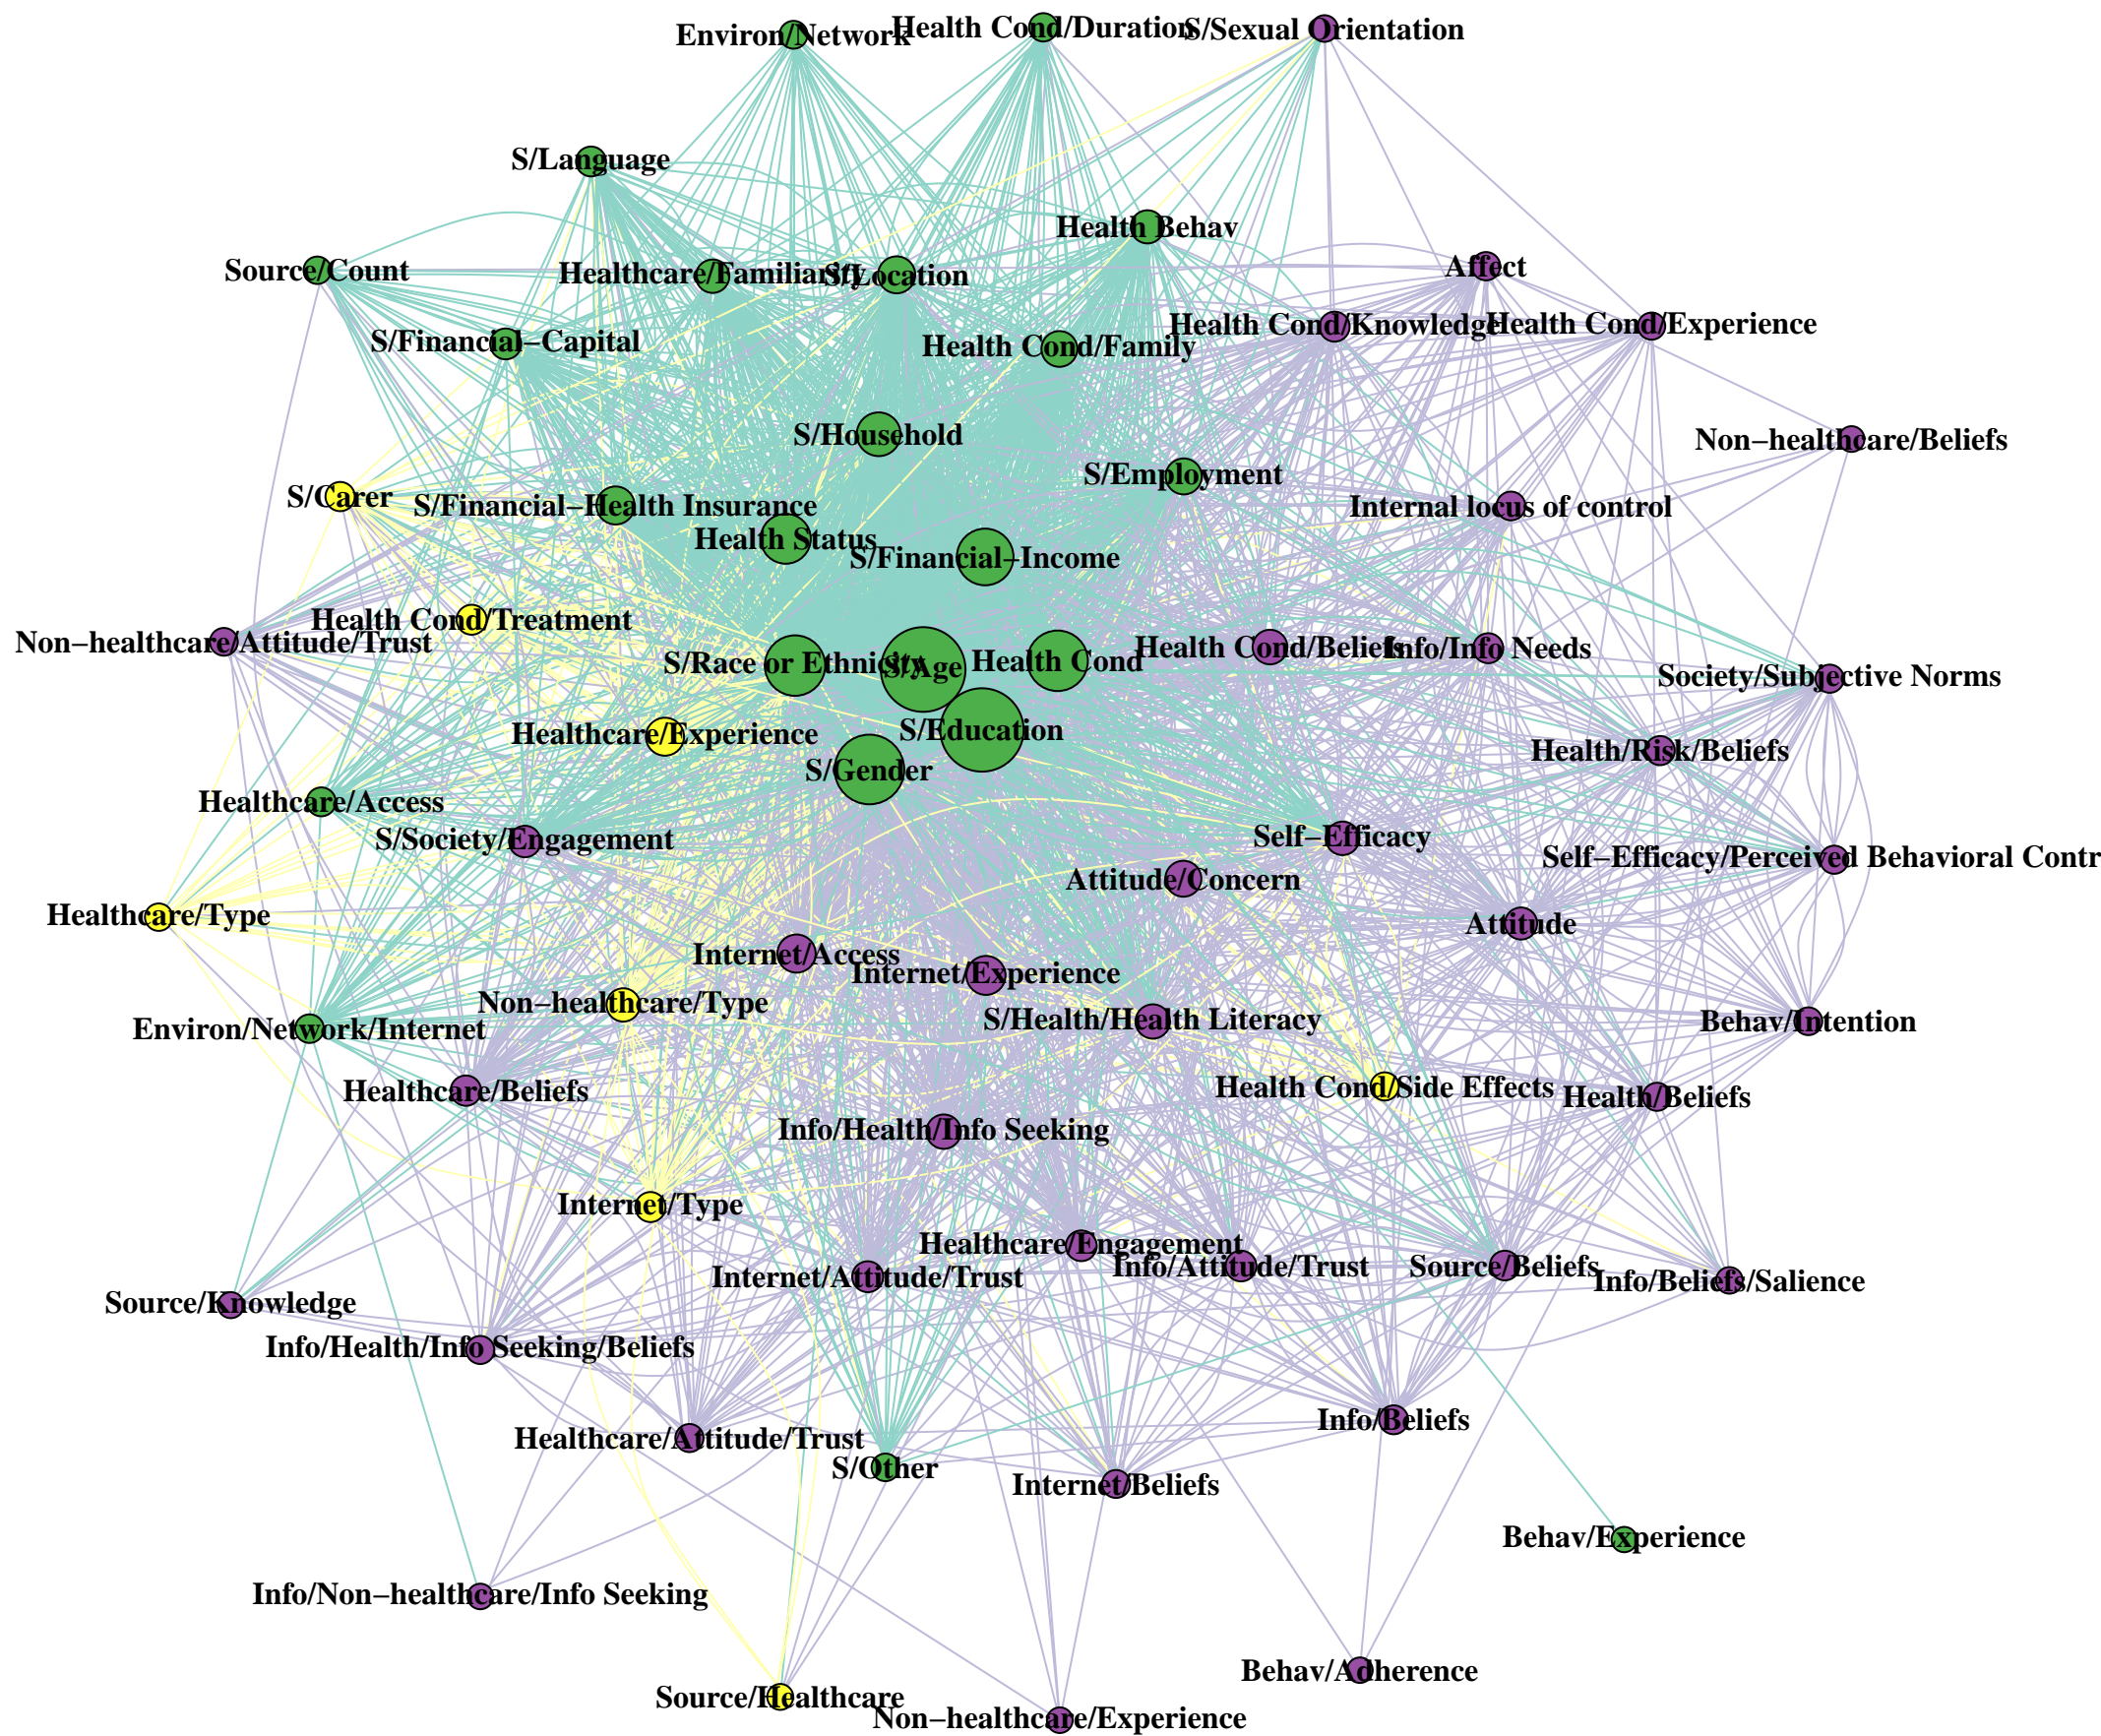 Environ/Network
Health Cond/Duration
S/Sexual Orientation
S/Language
Health Behav
Source/Count
Healthcare/Familiarity
S/Location
Affect
S/Financial–Capital
Health Cond/Family
Health Cond/Knowledge
Health Cond/Experience
S/Household
Non–healthcare/Beliefs
S/Employment
S/Carer
S/Financial–Health Insurance
Internal locus of control
Health Status
S/Financial–Income
Health Cond/Treatment
Non–healthcare/Attitude/Trust
S/Race or Ethnicity
S/Age
Health Cond
Health Cond/Beliefs
Info/Info Needs
Society/Subjective Norms
Healthcare/Experience
S/Education
Health/Risk/Beliefs
S/Gender
Healthcare/Access
S/Society/Engagement
Self–Efficacy
Self–Efficacy/Perceived Behavioral Contr
Attitude/Concern
Healthcare/Type
Attitude
Internet/Access
Internet/Experience
Non–healthcare/Type
S/Health/Health Literacy
Behav/Intention
Environ/Network/Internet
Healthcare/Beliefs
Health Cond/Side Effects
Health/Beliefs
Info/Health/Info Seeking
Internet/Type
Healthcare/Engagement
Internet/Attitude/Trust
Info/Attitude/Trust
Source/Beliefs
Info/Beliefs/Salience
Source/Knowledge
Info/Health/Info Seeking/Beliefs
Healthcare/Attitude/Trust
Info/Beliefs
S/Other
Internet/Beliefs
Behav/Experience
Info/Non–healthcare/Info Seeking
Behav/Adherence
Source/Healthcare
Non–healthcare/Experience